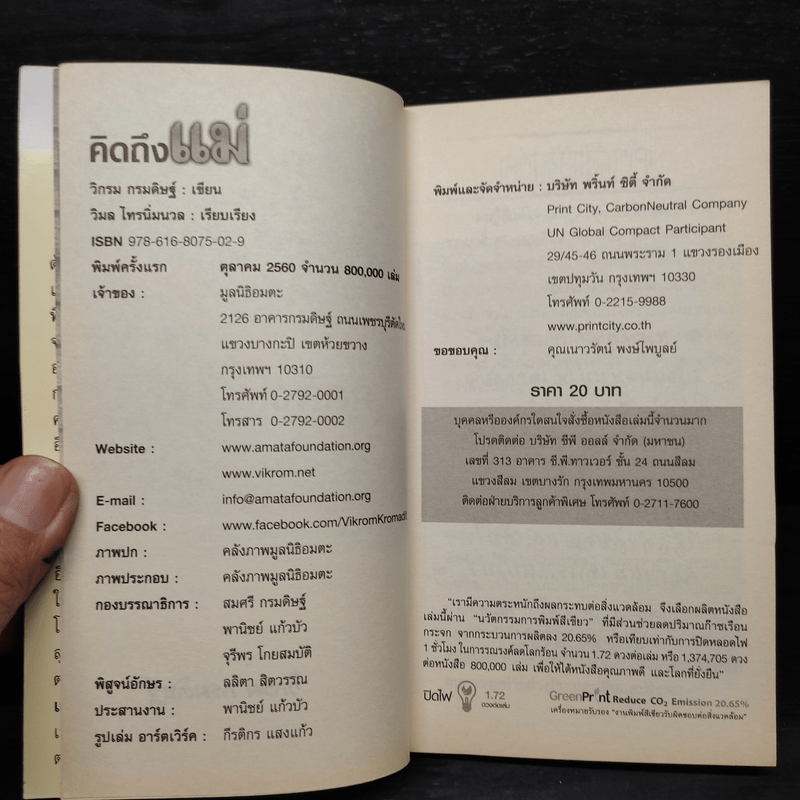 คิดถึงแม่
วิกรม กรมดิษฐ์ : เขียน
วิมล ไทรนิ่มนวล : เรียบเรียง
ISBN 978-616-8075-02-9
พิมพ์ครั้งแรก ตุลาคม 2560 จำนวน 800,000 เล่ม
เจ้าของ : มูลนิธิอมตะ
2126 อาคารกรมดิษฐ์ ถนนเพชรบุรีตัดใหม่
แขวงบางกะปิ เขตห้วยขวาง
กรุงเทพฯ 10310
โทรศัพท์ 0-2792-0001
โทรสาร 0-2792-0002
Website : www.amatafoundation.org
www.vikrom.net
E-mail : info@amatafoundation.org
Facebook : www.facebook.com/VikromKromadit
ภาพปก : คลังภาพมูลนิธิอมตะ
ภาพประกอบ : คลังภาพมูลนิธิอมตะ
กองบรรณาธิการ : สมศรี กรมดิษฐ์
พานิชย์ แก้วบัว
จุรีพร โกยสมบัติ
พิสูจน์อักษร : ลลิตา สิตวรรณ
ประสานงาน : พานิชย์ แก้วบัว
รูปเล่ม อาร์ตเวิร์ค : กีรติกร แสงแก้ว
พิมพ์และจัดจำหน่าย : บริษัท พริ้นท์ ซิตี้ จำกัด
Print City, CarbonNeutral Company
UN Global Compact Participant
29/45-46 ถนนพระราม 1 แขวงรองเมือง
เขตปทุมวัน กรุงเทพฯ 10330
โทรศัพท์ 0-2215-9988
www.printcity.co.th
ขอขอบคุณ : คุณเนาวรัตน์ พงษ์ไพบูลย์
ราคา 20 บาท
บุคคลหรือองค์กรใดสนใจสั่งซื้อหนังสือเล่มนี้จำนวนมาก
โปรดติดต่อ บริษัท ซีพี ออลล์ จำกัด (มหาชน)
เลขที่ 313 อาคาร ซี.พี.ทาวเวอร์ ชั้น 24 ถนนสีลม
แขวงสีลม เขตบางรัก กรุงเทพมหานคร 10500
ติดต่อฝ่ายบริการลูกค้าพิเศษ โทรศัพท์ 0-2711-7600
"เรามีความตระหนักถึงผลกระทบต่อสิ่งแวดล้อม จึงเลือกผลิตหนังสือ
เล่มนี้ผ่าน "นวัตกรรมการพิมพ์สีเขียว" ที่มีส่วนช่วยลดปริมาณก๊าซเรือน
กระจก จากกระบวนการผลิตลง 20.65% หรือเทียบเท่ากับการปิดหลอดไฟ
1 ชั่วโมง ในการณรงค์ลดโลกร้อน จำนวน 1.72 ดวงต่อเล่ม หรือ 1,374,705 ดวง
ต่อหนังสือ 800,000 เล่ม เพื่อให้ได้หนังสือคุณภาพดี และโลกที่ยั่งยืน"
ปิดไฟ 1.72
ดวงต่อเล่ม
GreenPrint Reduce CO₂ Emission 20.65%
เครื่องหมายรับรอง "งานพิมพ์สีเขียวรับผิดชอบต่อสิ่งแวดล้อม"